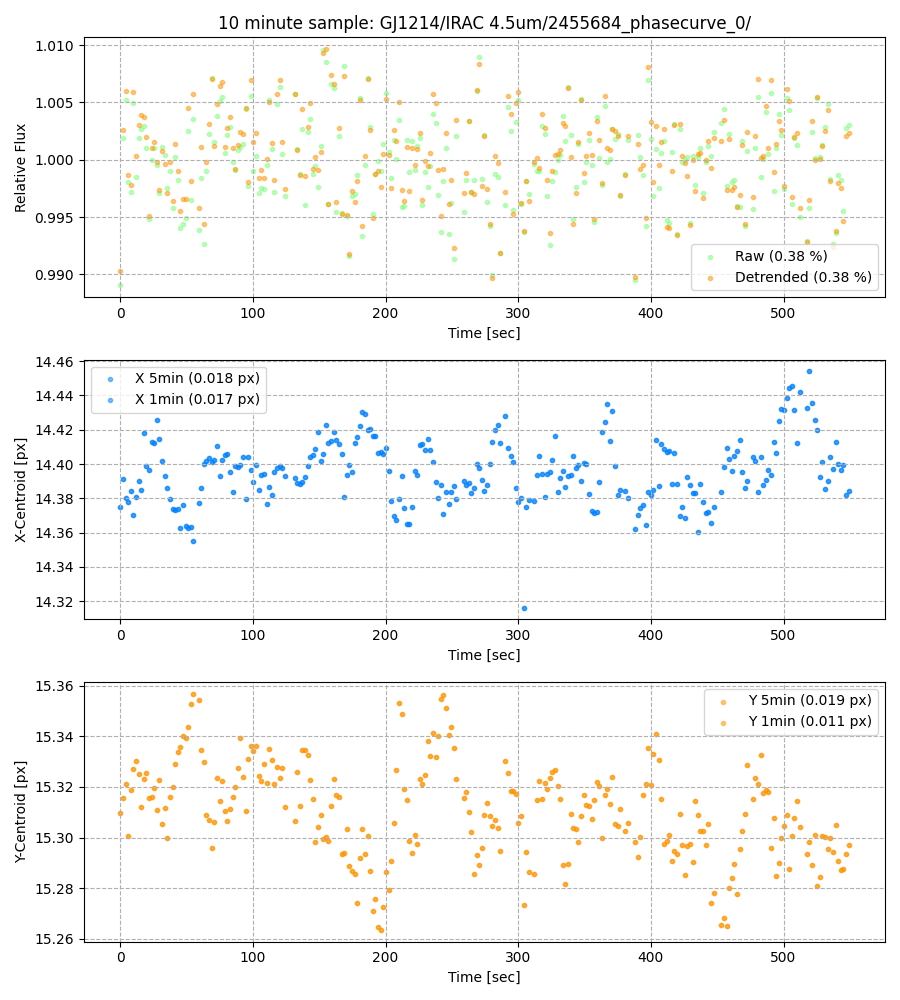 10 minute sample: GJ1214/IRAC 4.5um/2455684_phasecurve_0/
1.010
1.005
1.000
0.995
0.990
Relative Flux
Raw (0.38 %)
Detrended (0.38 %)
0 100 200 300 400 500
Time [sec]
14.46
14.44
14.42
14.40
14.38
14.36
14.34
14.32
X-Centroid [px]
X 5min (0.018 px)
X 1min (0.017 px)
0 100 200 300 400 500
Time [sec]
15.36
15.34
15.32
15.30
15.28
15.26
Y-Centroid [px]
Y 5min (0.019 px)
Y 1min (0.011 px)
0 100 200 300 400 500
Time [sec]